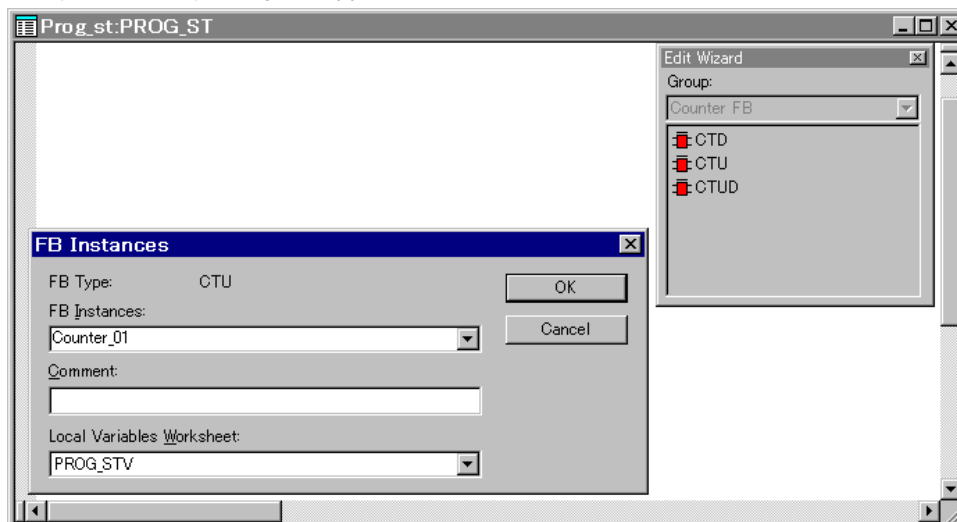 Prog_st:PROG_ST
Edit Wizard
Group:
Counter FB
CTD
CTU
CTUD
FB Instances
FB Type: CTU
OK
FB Instances:
Counter_01
Cancel
Comment:
Local Variables Worksheet:
PROG_STV